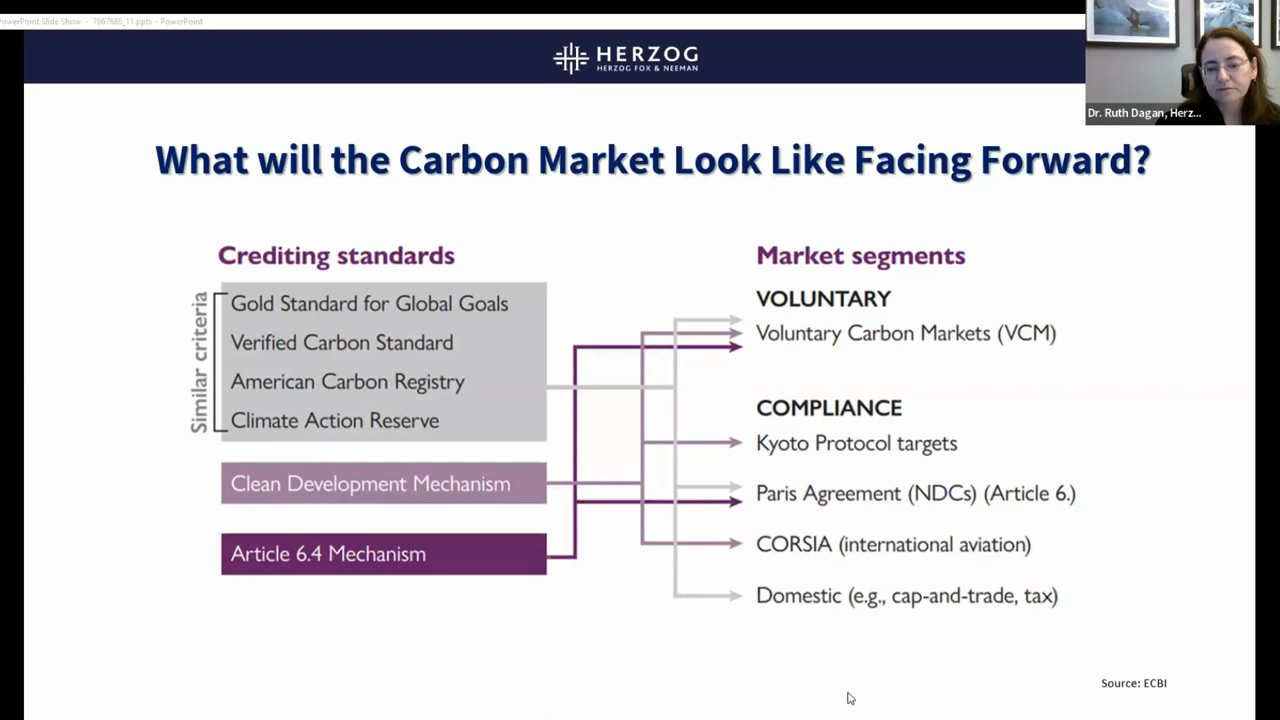 PowerPoint Slide Show - 7667686_11.ppts - PowerPoint
HERZOG
HERZOG FOX & NEEMAN
Dr. Ruth Dagan, Herz...
What will the Carbon Market Look Like Facing Forward?
Crediting standards
Similar criteria
Gold Standard for Global Goals
Verified Carbon Standard
American Carbon Registry
Climate Action Reserve
Clean Development Mechanism
Article 6.4 Mechanism
Market segments
VOLUNTARY
Voluntary Carbon Markets (VCM)
COMPLIANCE
Kyoto Protocol targets
Paris Agreement (NDCs) (Article 6.)
CORSIA (international aviation)
Domestic (e.g., cap-and-trade, tax)
Source: ECBI